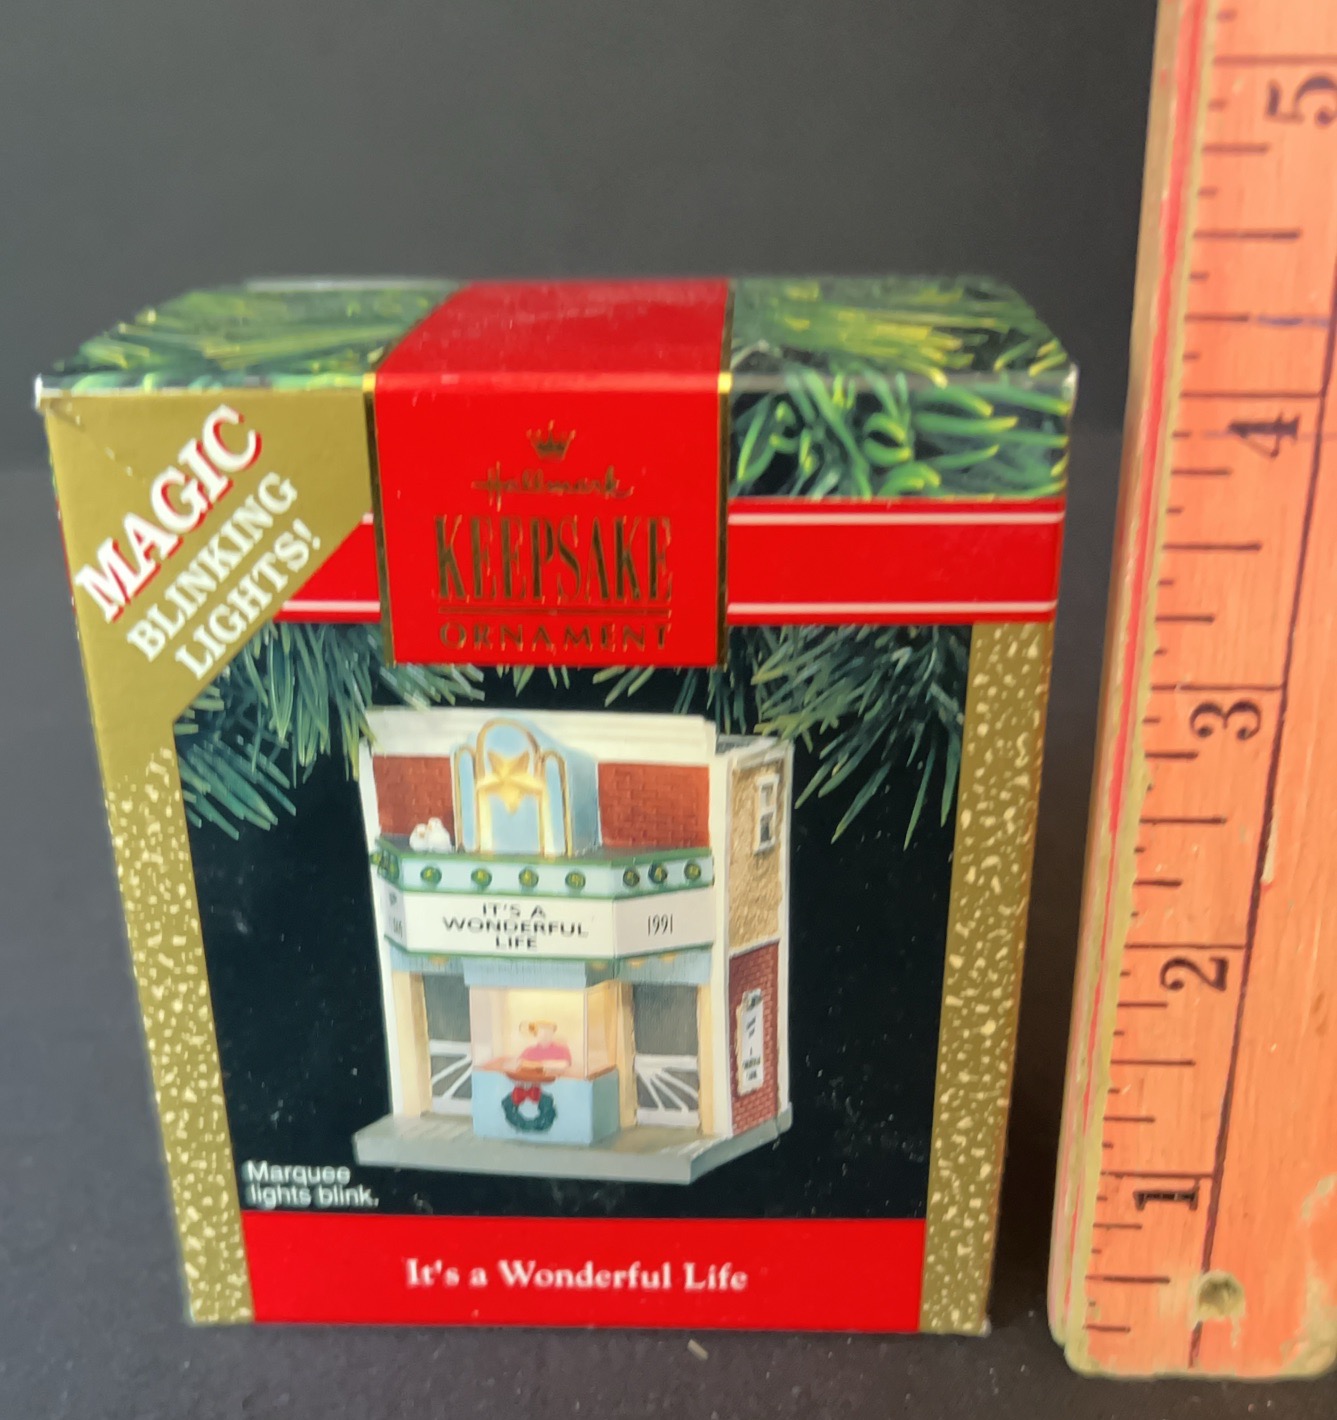 MAGIC
BLINKING
LIGHTS!
Hallmark
KEEPSAKE
ORNAMENT
IT'S A
WONDERFUL
LIFE
1991
Marquee
lights blink.
It's a Wonderful Life
5
4
3
2
1